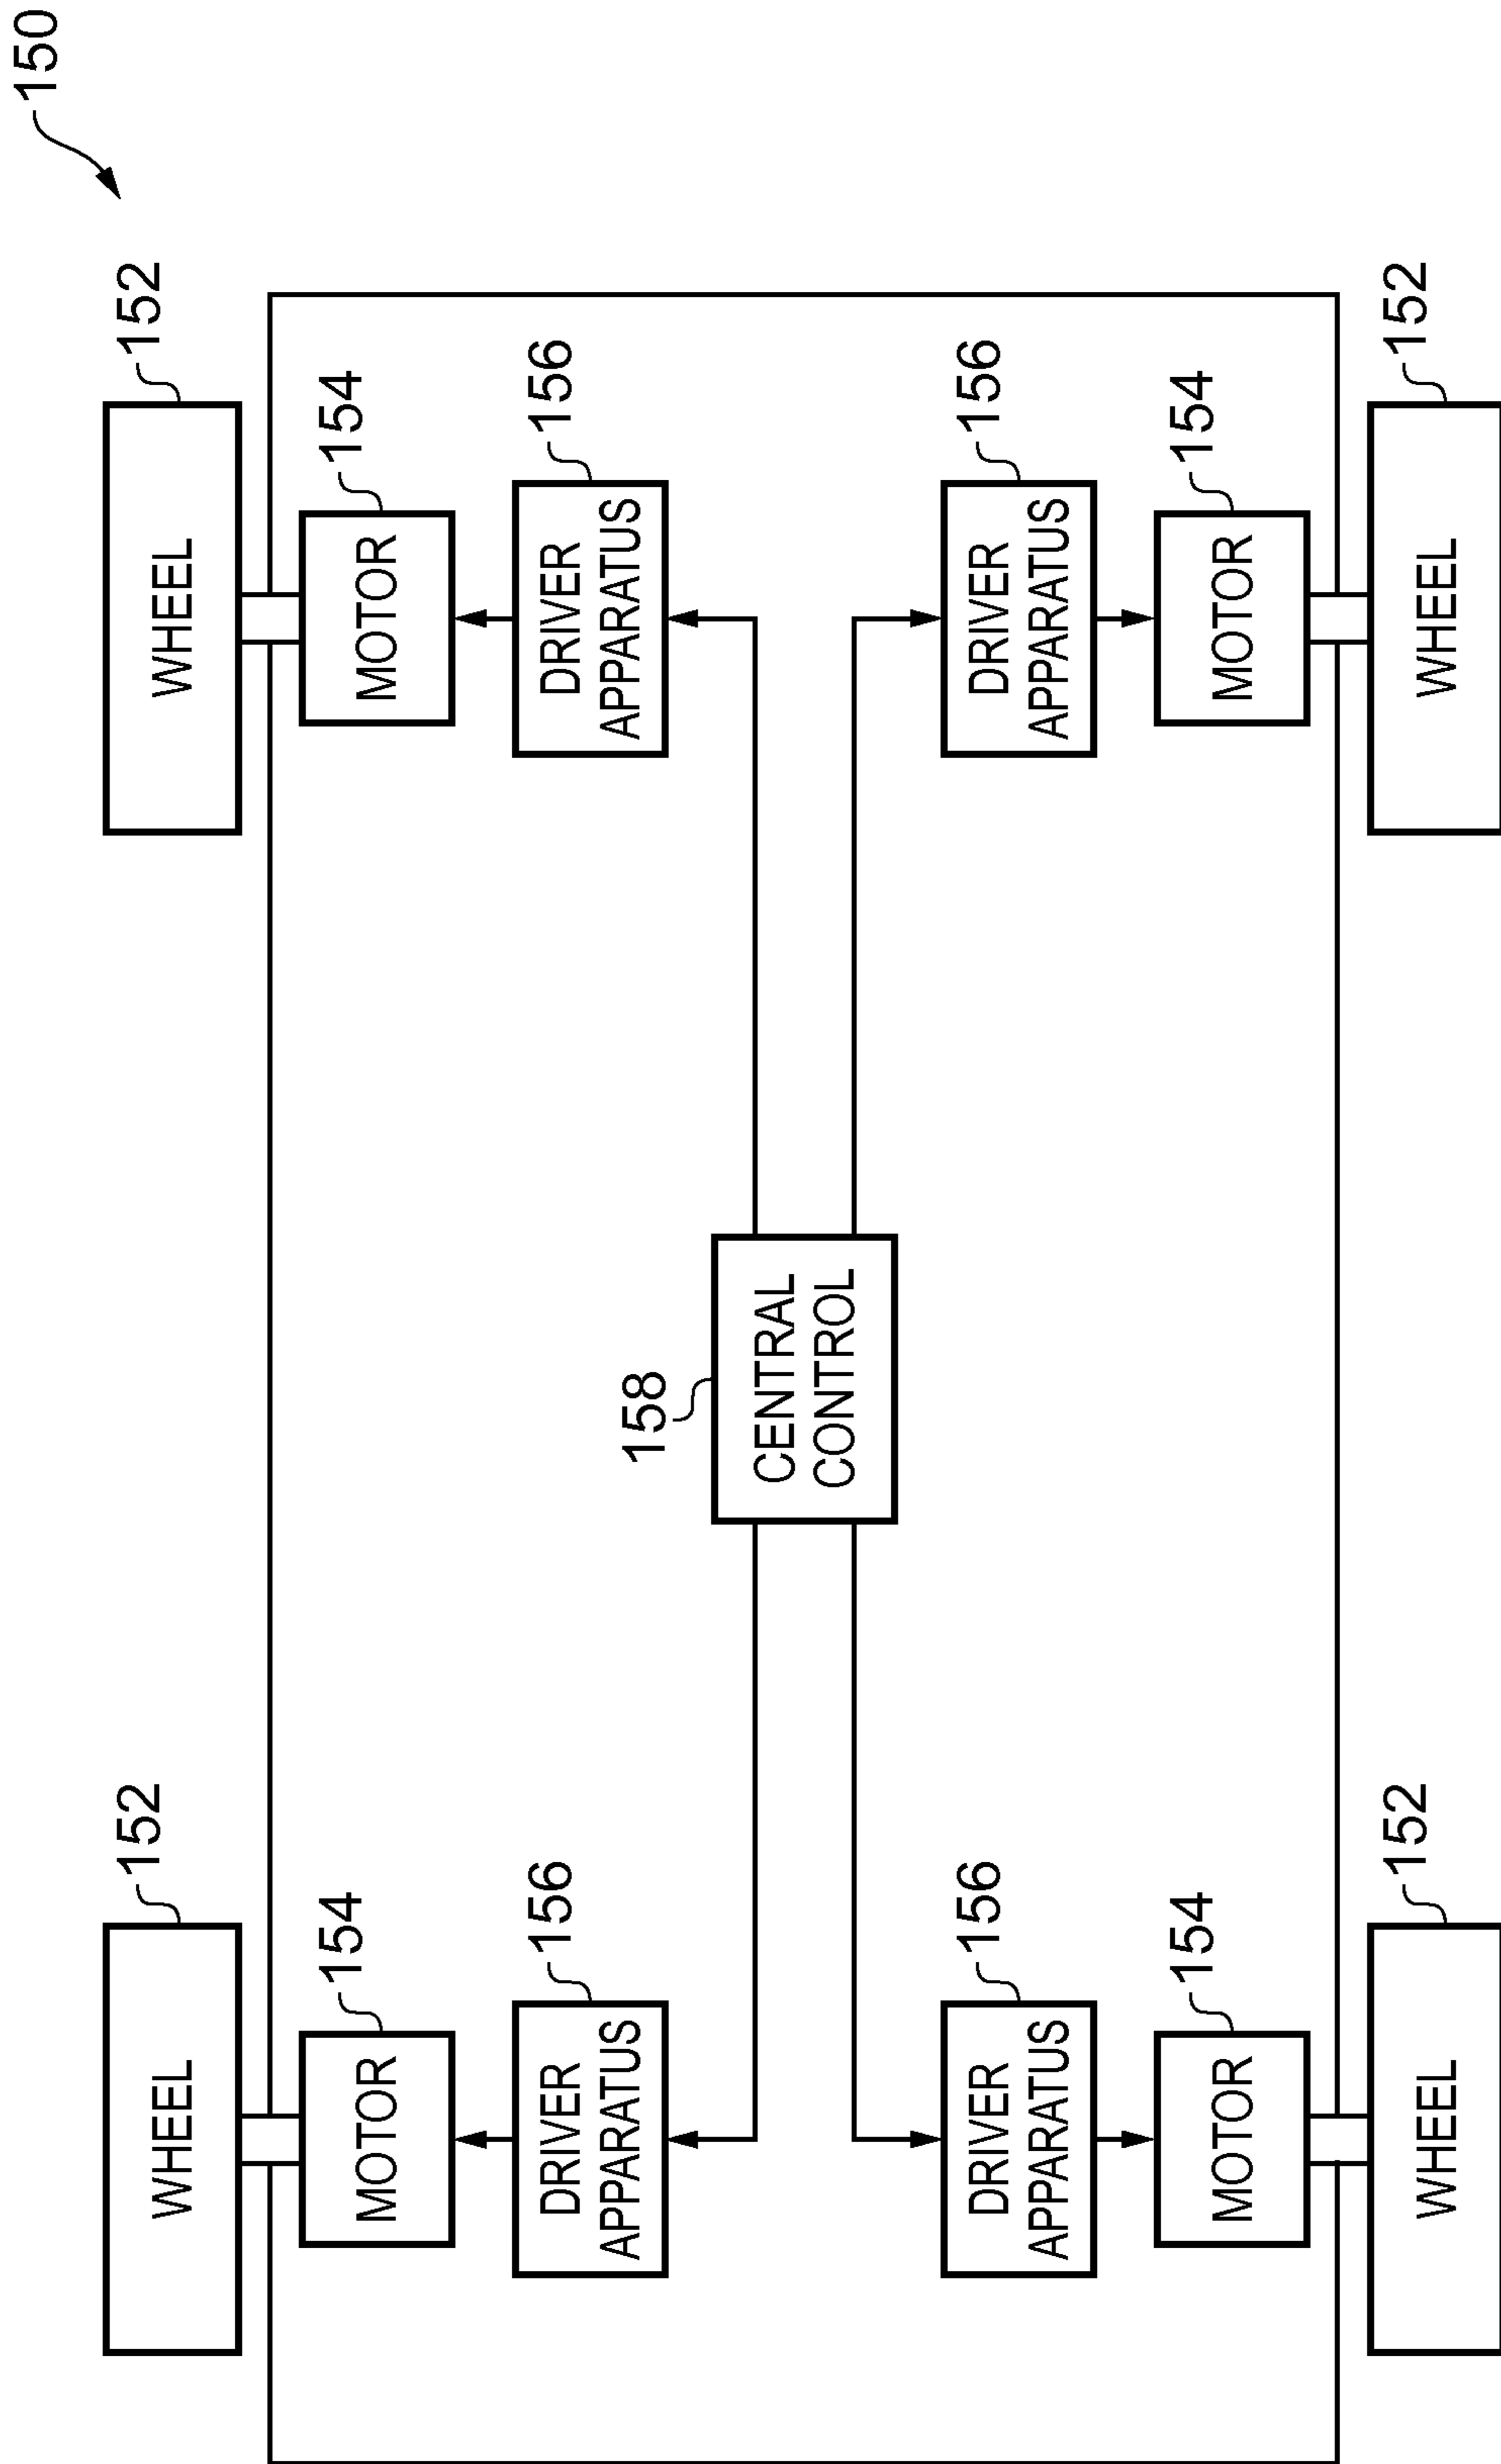 150
152
WHEEL
152
WHEEL
154
MOTOR
154
MOTOR
156
DRIVER
APPARATUS
156
DRIVER
APPARATUS
158
CENTRAL
CONTROL
156
DRIVER
APPARATUS
156
DRIVER
APPARATUS
154
MOTOR
154
MOTOR
152
WHEEL
152
WHEEL